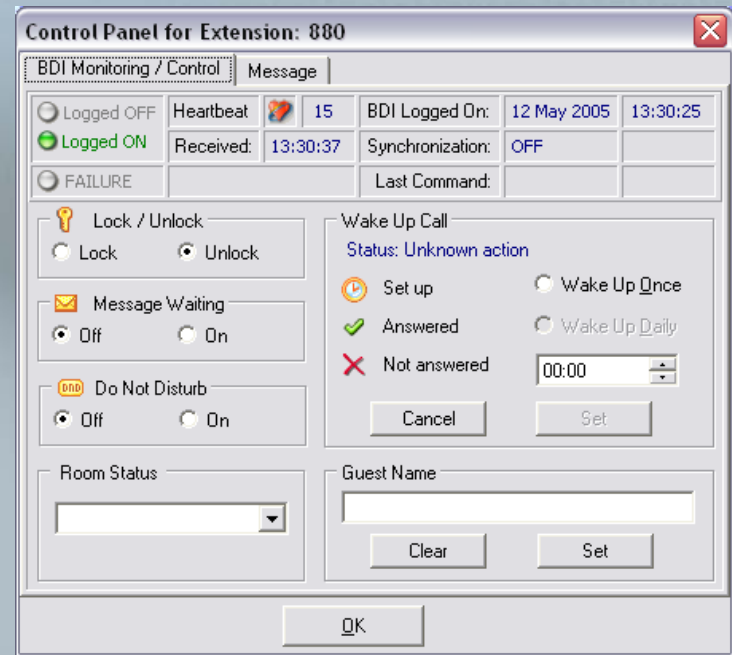 Control Panel for Extension: 880
BDI Monitoring / Control Message
Logged OFF Heartbeat 15 BDI Logged On: 12 May 2005 13:30:25
Logged ON Received: 13:30:37 Synchronization: OFF
FAILURE Last Command:
Lock / Unlock
Lock Unlock
Message Waiting
Off On
DND Do Not Disturb
Off On
Room Status
Wake Up Call
Status: Unknown action
Set up Wake Up Once
Answered Wake Up Daily
Not answered 00:00
Cancel Set
Guest Name
Clear Set
OK